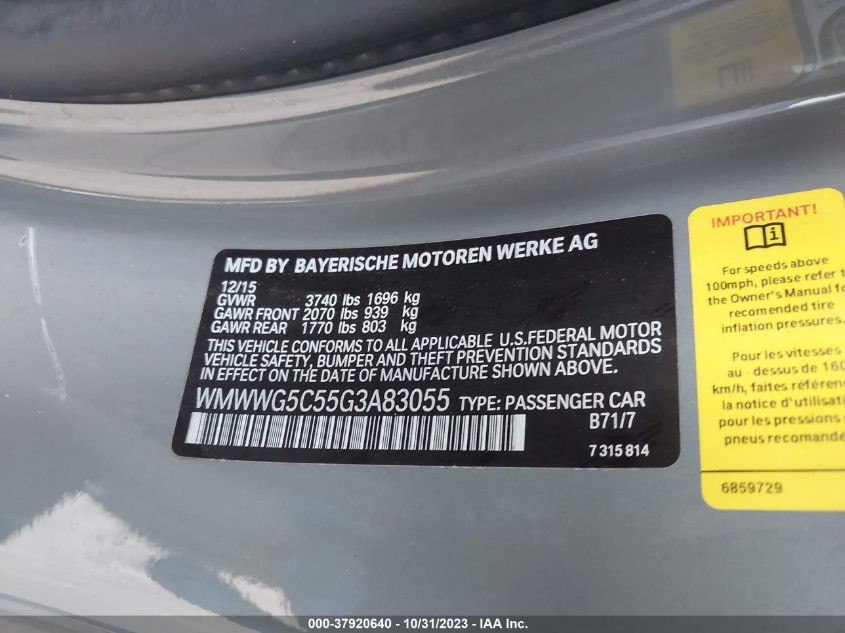 MFD BY BAYERISCHE MOTOREN WERKE AG
12/15
GVWR 3740 lbs 1696 kg
GAWR FRONT 2070 lbs 939 kg
GAWR REAR 1770 lbs 803 kg
THIS VEHICLE CONFORMS TO ALL APPLICABLE U.S.FEDERAL MOTOR
VEHICLE SAFETY, BUMPER AND THEFT PREVENTION STANDARDS
IN EFFECT ON THE DATE OF MANUFACTURE SHOWN ABOVE.
WMWWG5C55G3A83055 TYPE: PASSENGER CAR
B71/7
7 315 814
IMPORTANT!
For speeds above
100mph, please refer t
the Owner's Manual fo
recomended tire
inflation pressures.
Pour les vitesses
au - dessus de 160
km/h, faites référence
la notice d'utilisati
pour les pression
pneus recomande
6859729
000-37920640 - 10/31/2023 - IAA Inc.